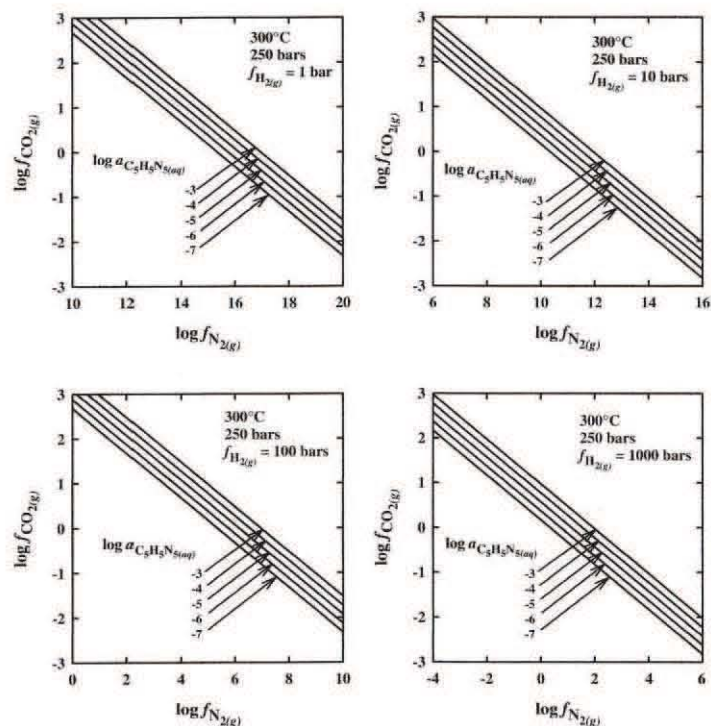 300°C
250 bars
fH2(g) = 1 bar
log aC5H5N5(aq)
-3
-4
-5
-6
-7
3
2
1
0
-1
-2
-3
10 12 14 16 18 20
log fCO2(g)
log fN2(g)
300°C
250 bars
fH2(g) = 10 bars
log aC5H5N5(aq)
-3
-4
-5
-6
-7
3
2
1
0
-1
-2
-3
6 8 10 12 14 16
log fCO2(g)
log fN2(g)
300°C
250 bars
fH2(g) = 100 bars
log aC5H5N5(aq)
-3
-4
-5
-6
-7
3
2
1
0
-1
-2
-3
0 2 4 6 8 10
log fCO2(g)
log fN2(g)
300°C
250 bars
fH2(g) = 1000 bars
log aC5H5N5(aq)
-3
-4
-5
-6
-7
3
2
1
0
-1
-2
-3
-4 -2 0 2 4 6
log fCO2(g)
log fN2(g)